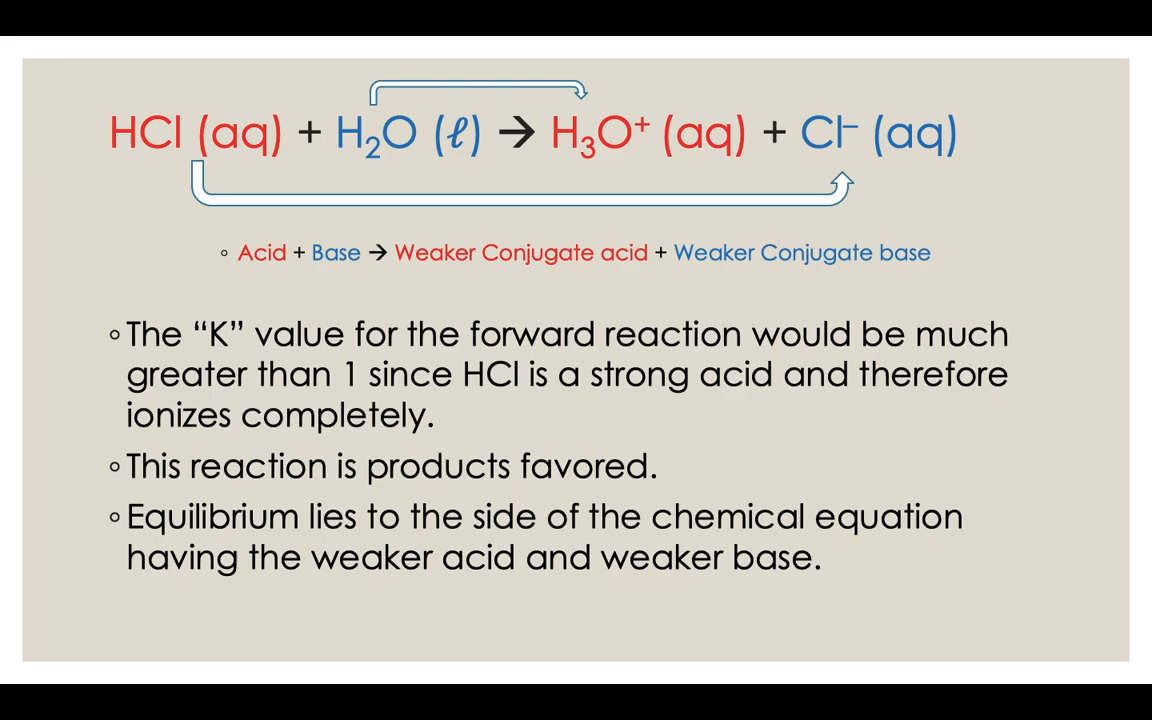 HCl (aq) + H₂O (ℓ) → H₃O⁺ (aq) + Cl⁻ (aq)
◦ Acid + Base → Weaker Conjugate acid + Weaker Conjugate base
◦ The “K” value for the forward reaction would be much
greater than 1 since HCl is a strong acid and therefore
ionizes completely.
◦ This reaction is products favored.
◦ Equilibrium lies to the side of the chemical equation
having the weaker acid and weaker base.